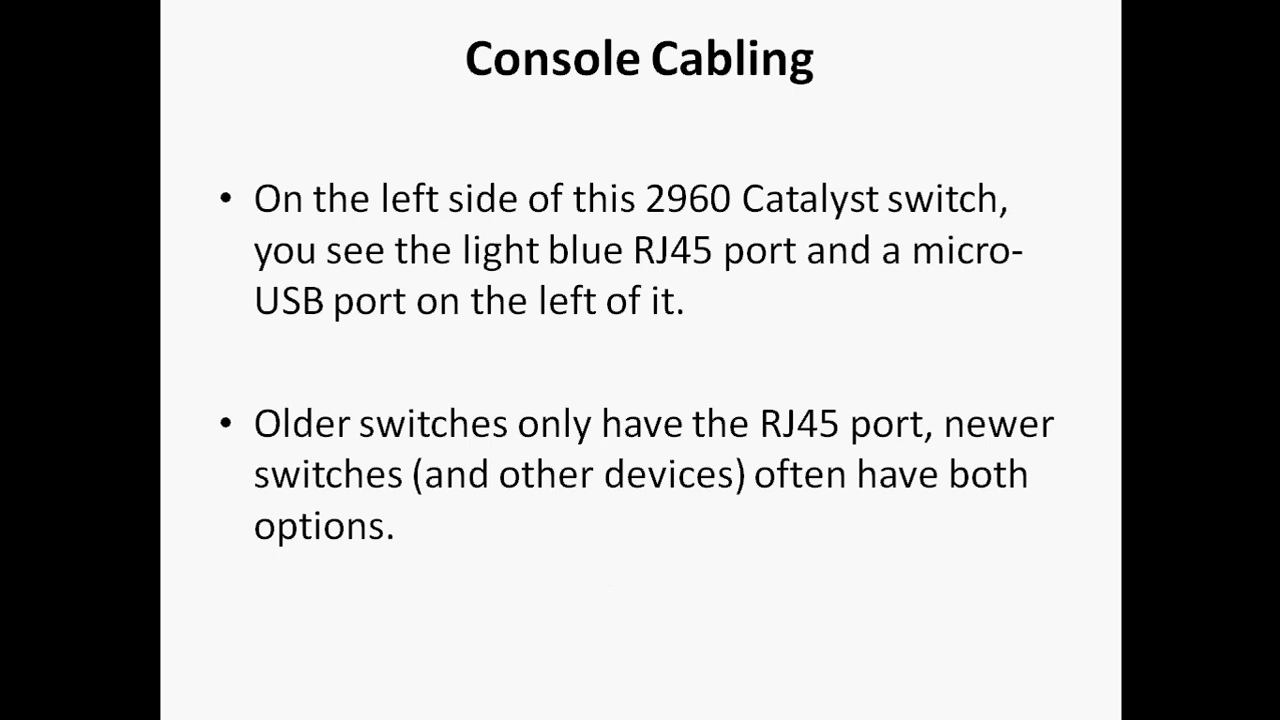 Console Cabling
• On the left side of this 2960 Catalyst switch,
you see the light blue RJ45 port and a micro-
USB port on the left of it.
• Older switches only have the RJ45 port, newer
switches (and other devices) often have both
options.